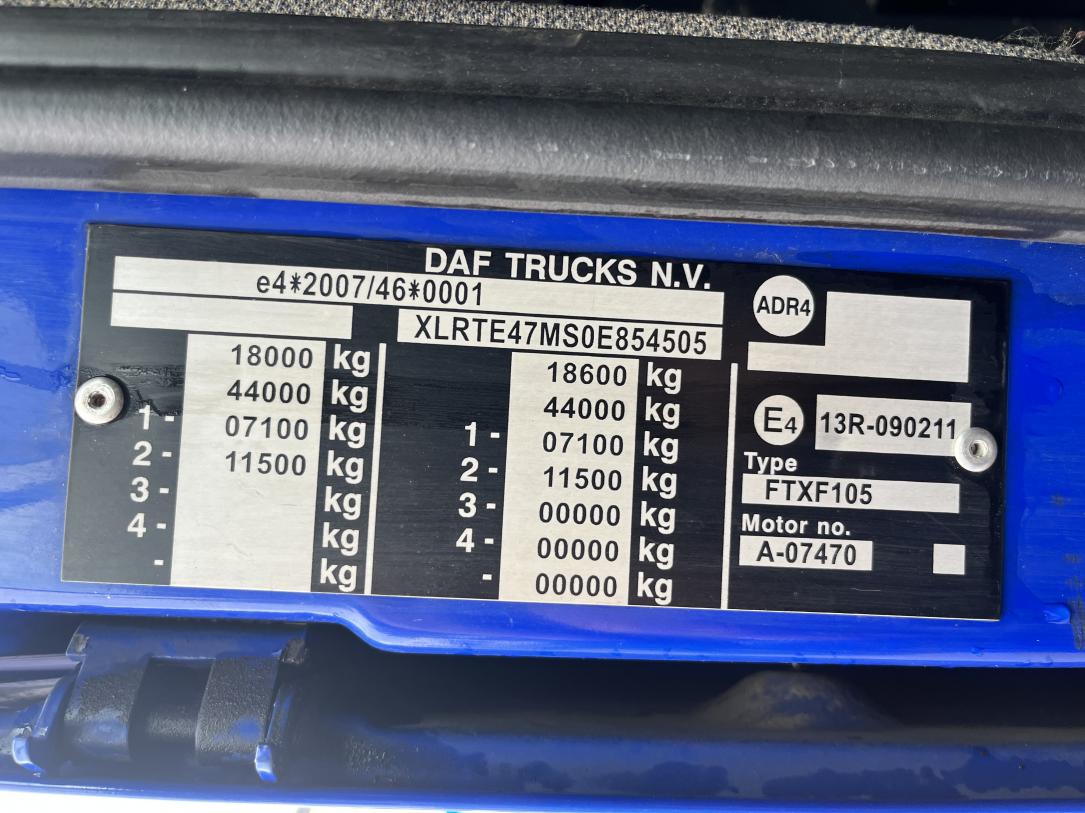 DAF TRUCKS N.V.
e4*2007/46*0001
XLRTE47MS0E854505
18000 kg
44000 kg
1 - 07100 kg
2 - 11500 kg
3 - kg
4 - kg
- kg
18600 kg
44000 kg
1 - 07100 kg
2 - 11500 kg
3 - 00000 kg
4 - 00000 kg
- 00000 kg
ADR4
E4 13R-090211
Type
FTXF105
Motor no.
A-07470